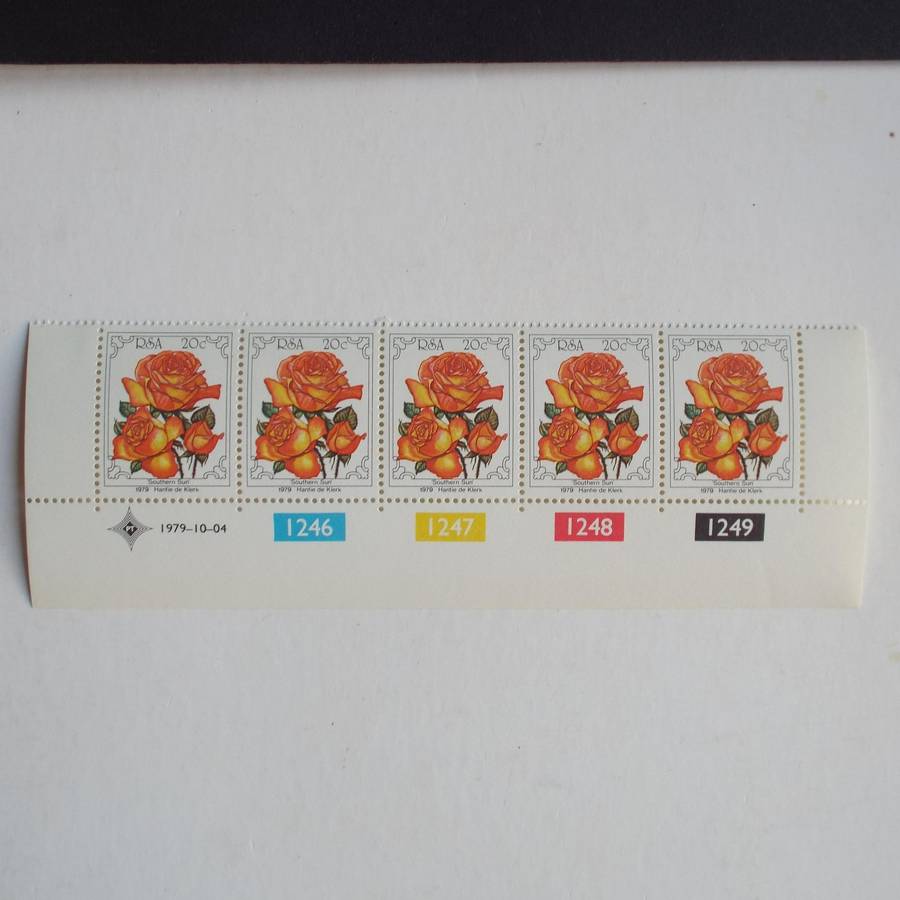 RSA 20c RSA 20c RSA 20c RSA 20c RSA 20c
'Southern Sun' 'Southern Sun' 'Southern Sun' 'Southern Sun' 'Southern Sun'
1979 Hantie de Klerk 1979 Hantie de Klerk 1979 Hantie de Klerk 1979 Hantie de Klerk 1979 Hantie de Klerk
PT 1979-10-04 1246 1247 1248 1249